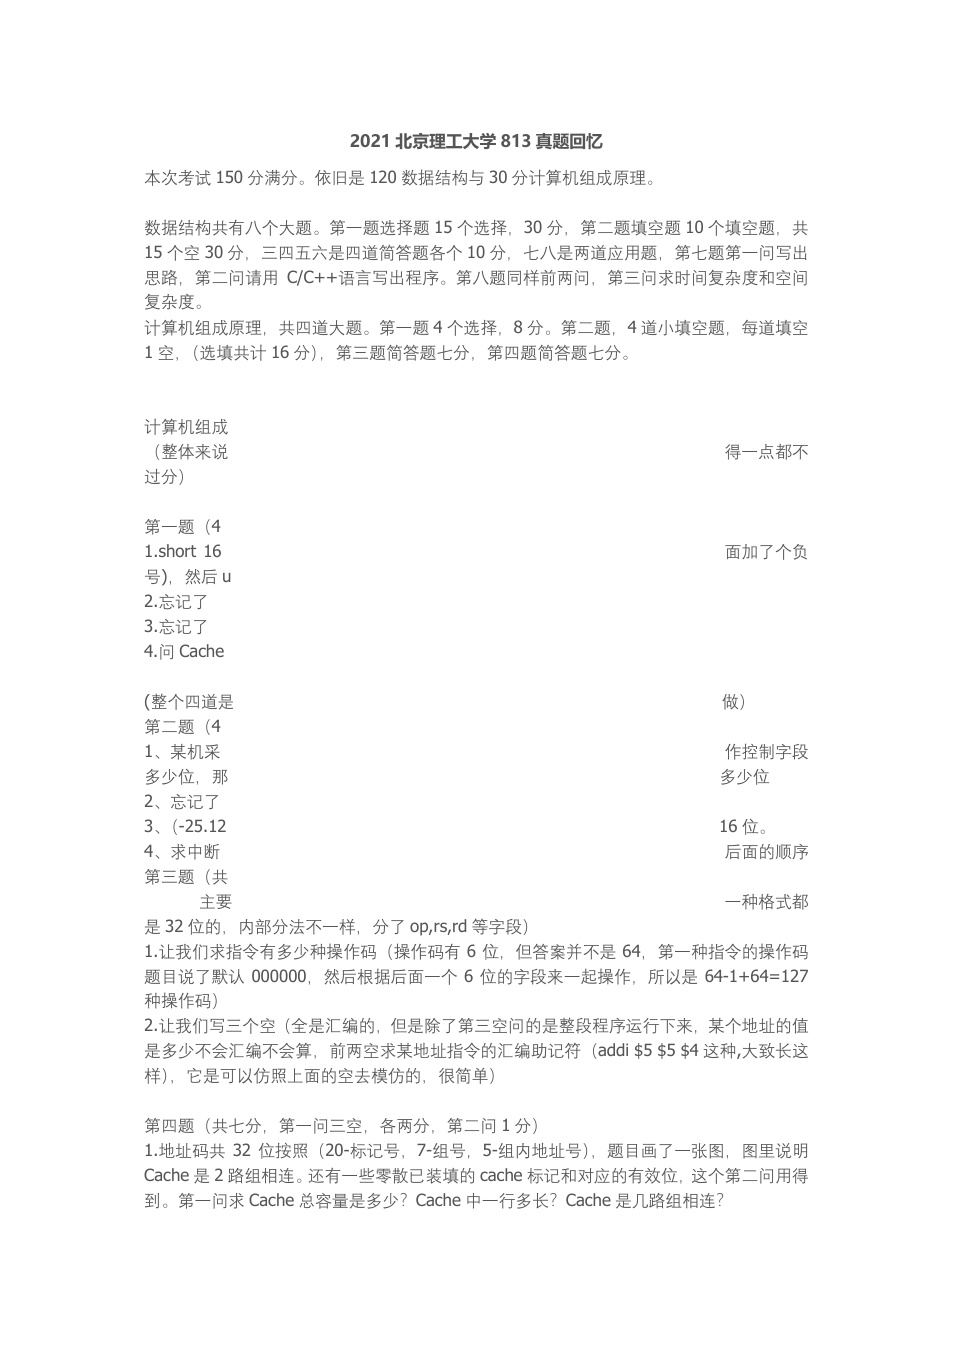 2021 北京理工大学 813 真题回忆
本次考试 150 分满分。依旧是 120 数据结构与 30 分计算机组成原理。
数据结构共有八个大题。第一题选择题 15 个选择，30 分，第二题填空题 10 个填空题，共
15 个空 30 分，三四五六是四道简答题各个 10 分，七八是两道应用题，第七题第一问写出
思路，第二问请用 C/C++语言写出程序。第八题同样前两问，第三问求时间复杂度和空间
复杂度。
计算机组成原理，共四道大题。第一题 4 个选择，8 分。第二题，4 道小填空题，每道填空
1 空，（选填共计 16 分），第三题简答题七分，第四题简答题七分。
计算机组成
（整体来说 得一点都不
过分）
第一题（4
1.short 16 面加了个负
号)，然后 u
2.忘记了
3.忘记了
4.问 Cache
(整个四道是 做）
第二题（4
1、某机采 作控制字段
多少位，那 多少位
2、忘记了
3、（-25.12 16 位。
4、求中断 后面的顺序
第三题（共
主要 一种格式都
是 32 位的，内部分法不一样，分了 op,rs,rd 等字段）
1.让我们求指令有多少种操作码（操作码有 6 位，但答案并不是 64，第一种指令的操作码
题目说了默认 000000，然后根据后面一个 6 位的字段来一起操作，所以是 64-1+64=127
种操作码）
2.让我们写三个空（全是汇编的，但是除了第三空问的是整段程序运行下来，某个地址的值
是多少不会汇编不会算，前两空求某地址指令的汇编助记符（addi $5 $5 $4 这种,大致长这
样），它是可以仿照上面的空去模仿的，很简单）
第四题（共七分，第一问三空，各两分，第二问 1 分）
1.地址码共 32 位按照（20-标记号，7-组号，5-组内地址号），题目画了一张图，图里说明
Cache 是 2 路组相连。还有一些零散已装填的 cache 标记和对应的有效位，这个第二问用得
到。第一问求 Cache 总容量是多少？Cache 中一行多长？Cache 是几路组相连？